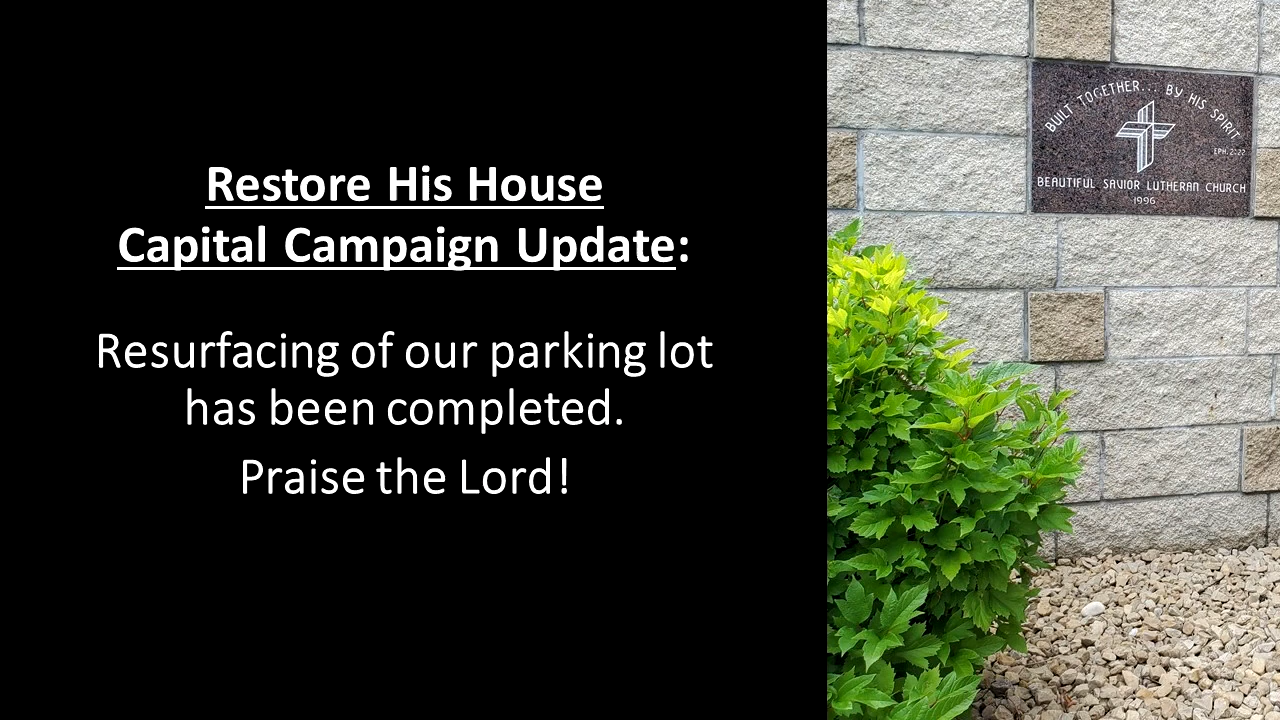 Restore His House
Capital Campaign Update:
Resurfacing of our parking lot
has been completed.
Praise the Lord!
BUILT TOGETHER... BY HIS SPIRIT
EPH. 2:22
BEAUTIFUL SAVIOR LUTHERAN CHURCH
1996